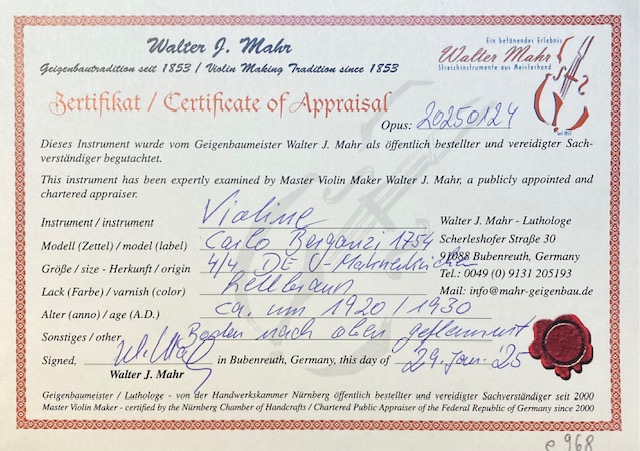 Walter J. Mahr
Geigenbautradition seit 1853 / Violin Making Tradition since 1853
Ein betönendes Erlebnis
Walter Mahr
Streichinstrumente aus Meisterhand
Seit 1853
Zertifikat / Certificate of Appraisal
Opus: 20250124
Dieses Instrument wurde vom Geigenbaumeister Walter J. Mahr als öffentlich bestellter und vereidigter Sach-
verständiger begutachtet.
This instrument has been expertly examined by Master Violin Maker Walter J. Mahr, a publicly appointed and
chartered appraiser.
Instrument / instrument Violine
Walter J. Mahr - Luthologe
Modell (Zettel) / model (label) Carlo Berganzi 1754
Scherleshofer Straße 30
Größe / size - Herkunft / origin 4/4 DE
91088 Bubenreuth, Germany
Lack (Farbe) / varnish (color) hellbraun
Tel.: 0049 (0) 9131 205193
Alter (anno) / age (A.D.) ca. um 1920 / 1930
Mail: info@mahr-geigenbau.de
Sonstiges / other Boden nach oben geflammt
Signed, in Bubenreuth, Germany, this day of 29. Jan. '25
Walter J. Mahr
Geigenbaumeister / Luthologe - von der Handwerkskammer Nürnberg öffentlich bestellter und vereidigter Sachverständiger seit 2000
Master Violin Maker - certified by the Nürnberg Chamber of Handcrafts / Chartered Public Appraiser of the Federal Republic of Germany since 2000
e 968